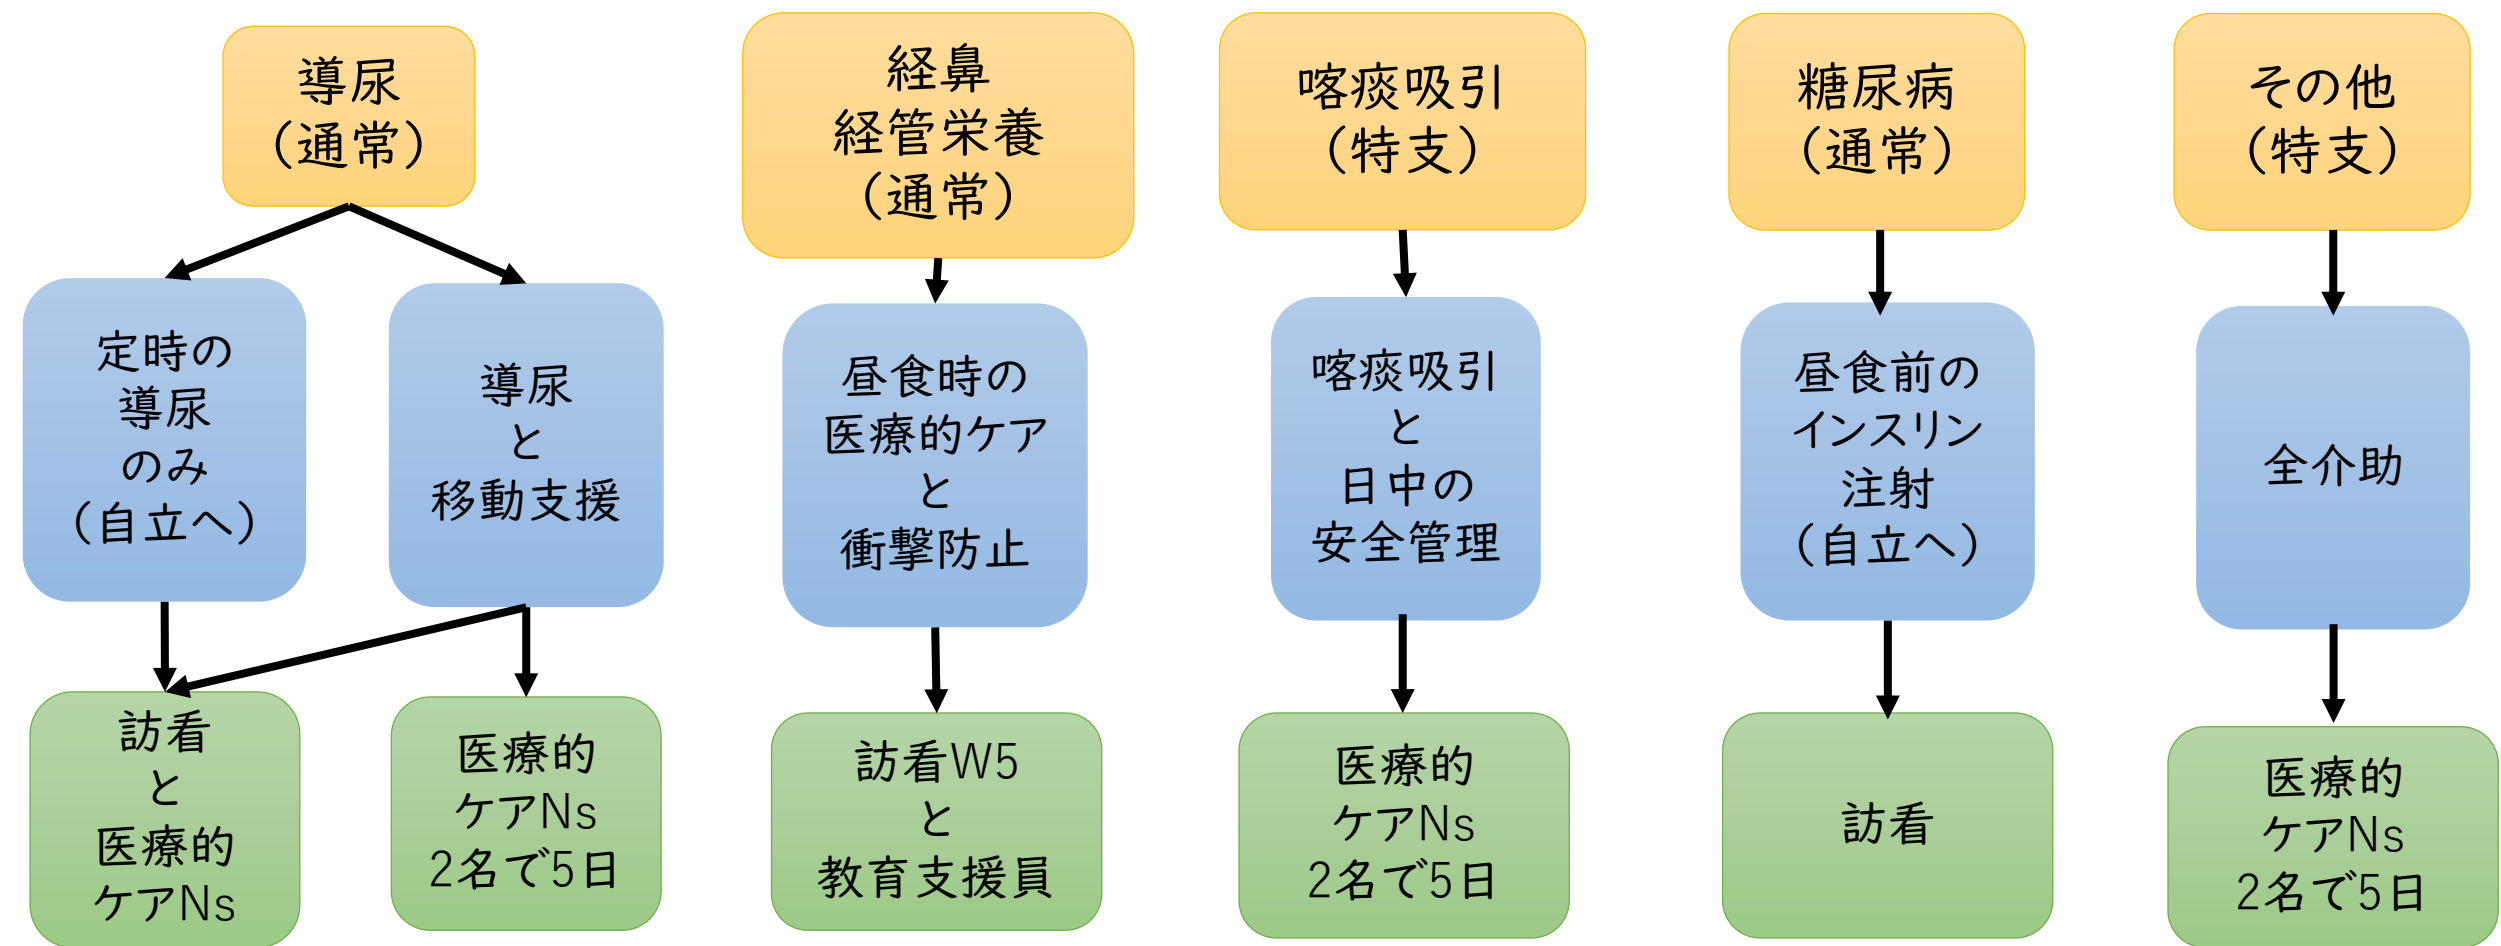 導尿
（通常）
経鼻
経管栄養
（通常）
喀痰吸引
（特支）
糖尿病
（通常）
その他
（特支）
定時の
導尿
のみ
（自立へ）
導尿
と
移動支援
昼食時の
医療的ケア
と
衝撃防止
喀痰吸引
と
日中の
安全管理
昼食前の
インスリン
注射
（自立へ）
全介助
訪看
と
医療的
ケアNs
医療的
ケアNs
2名で5日
訪看W5
と
教育支援員
医療的
ケアNs
2名で5日
訪看
医療的
ケアNs
2名で5日